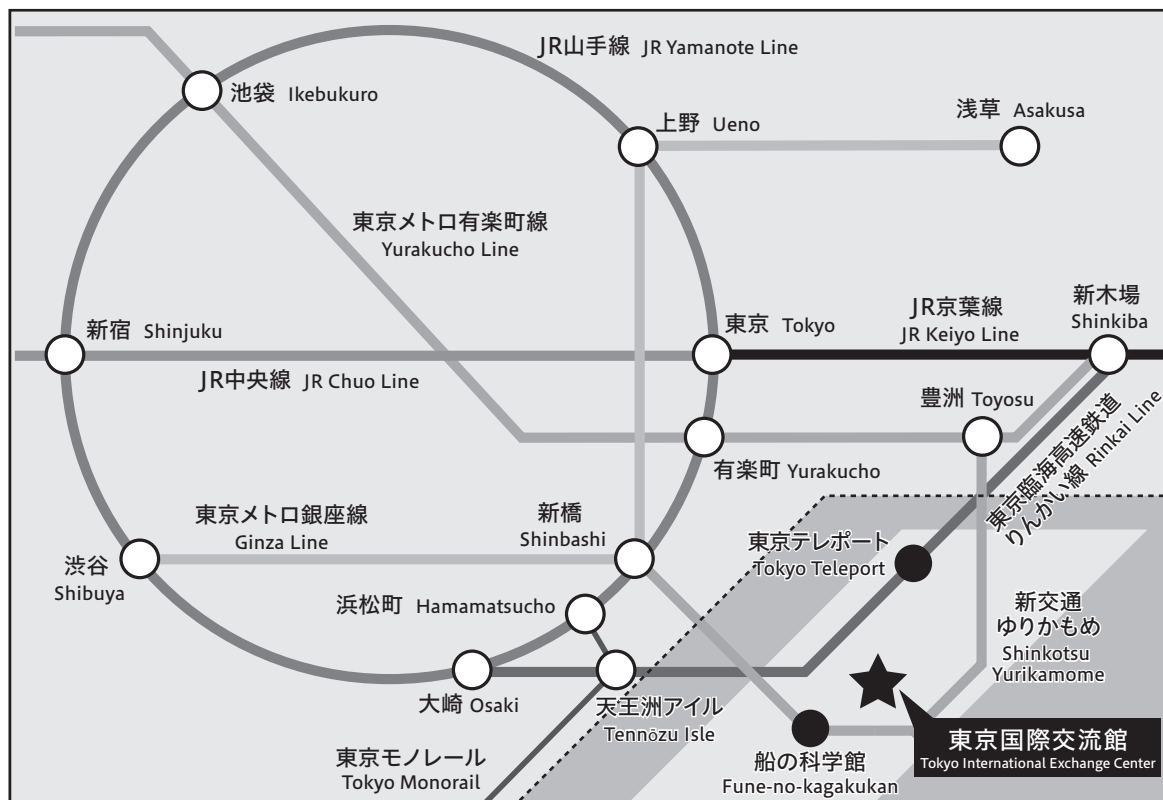 JR山手線 JR Yamanote Line
池袋 Ikebukuro
上野 Ueno
浅草 Asakusa
東京メトロ有楽町線
Yurakucho Line
新宿 Shinjuku
東京 Tokyo
JR京葉線
JR Keiyo Line
新木場
Shinkiba
JR中央線 JR Chuo Line
豊洲 Toyosu
有楽町 Yurakucho
東京臨海高速鉄道
りんかい線 Rinkai Line
東京メトロ銀座線
Ginza Line
新橋
Shinbashi
東京テレポート
Tokyo Teleport
渋谷
Shibuya
浜松町 Hamamatsucho
新交通
ゆりかもめ
Shinkotsu
Yurikamome
大崎 Osaki
天王洲アイル
Tennōzu Isle
東京モノレール
Tokyo Monorail
船の科学館
Fune-no-kagakukan
東京国際交流館
Tokyo International Exchange Center